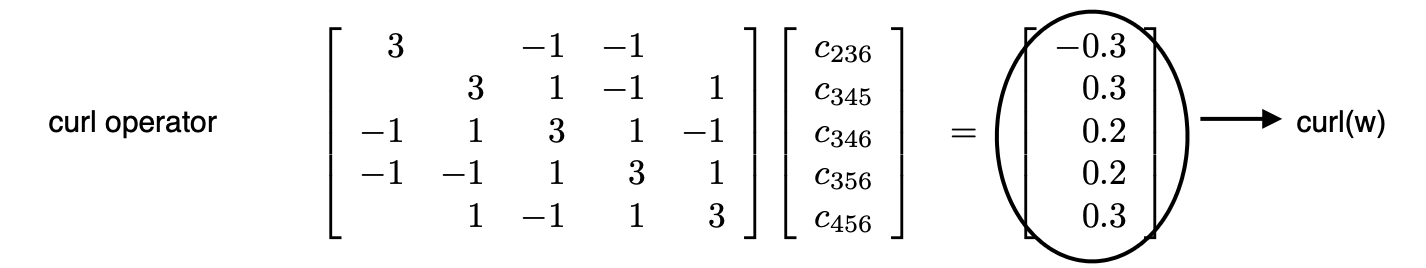 curl operator
3 −1 −1 c₂₃₆ −0.3
3 1 −1 1 c₃₄₅ 0.3
−1 1 3 1 −1 c₃₄₆ = 0.2 curl(w)
−1 −1 1 3 1 c₃₅₆ 0.2
1 −1 1 3 c₄₅₆ 0.3